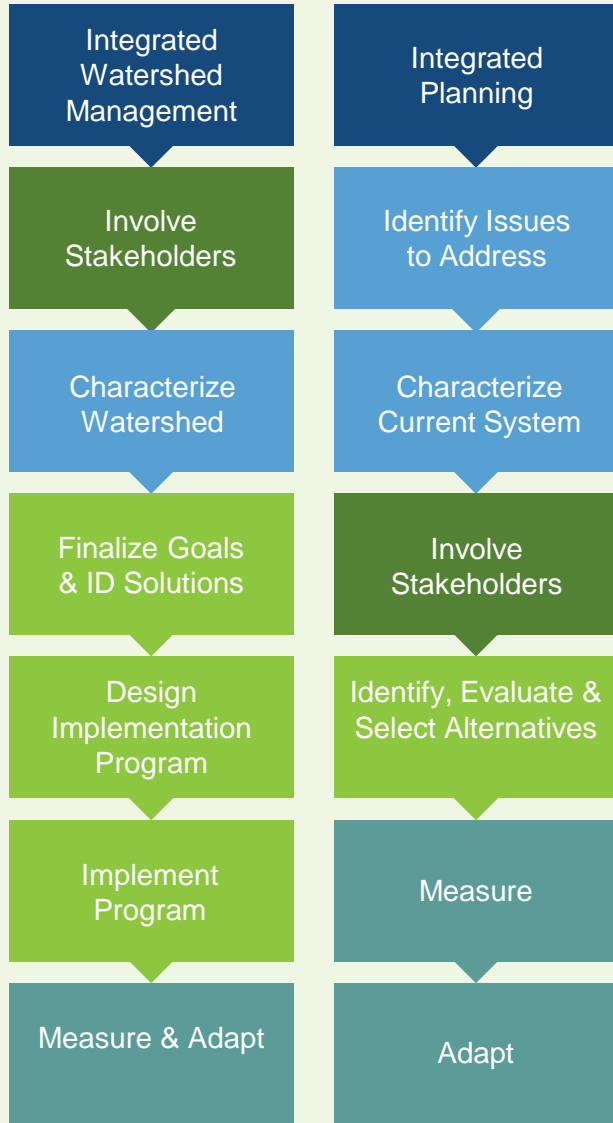 Integrated
Watershed
Management
Involve
Stakeholders
Characterize
Watershed
Finalize Goals
& ID Solutions
Design
Implementation
Program
Implement
Program
Measure & Adapt
Integrated
Planning
Identify Issues
to Address
Characterize
Current System
Involve
Stakeholders
Identify, Evaluate &
Select Alternatives
Measure
Adapt